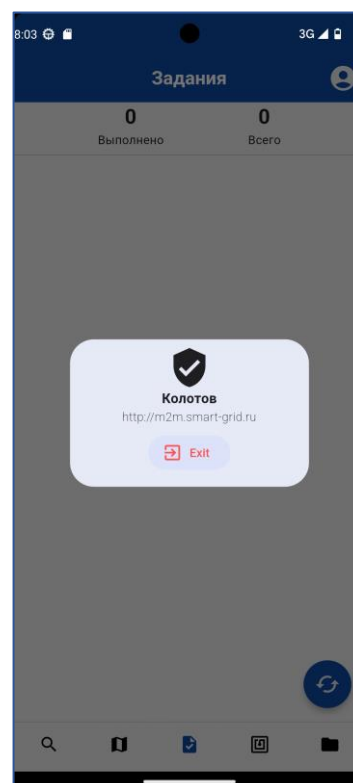 8:03 3G
Задания
0 0
Выполнено Всего
Колотов
http://m2m.smart-grid.ru
Exit